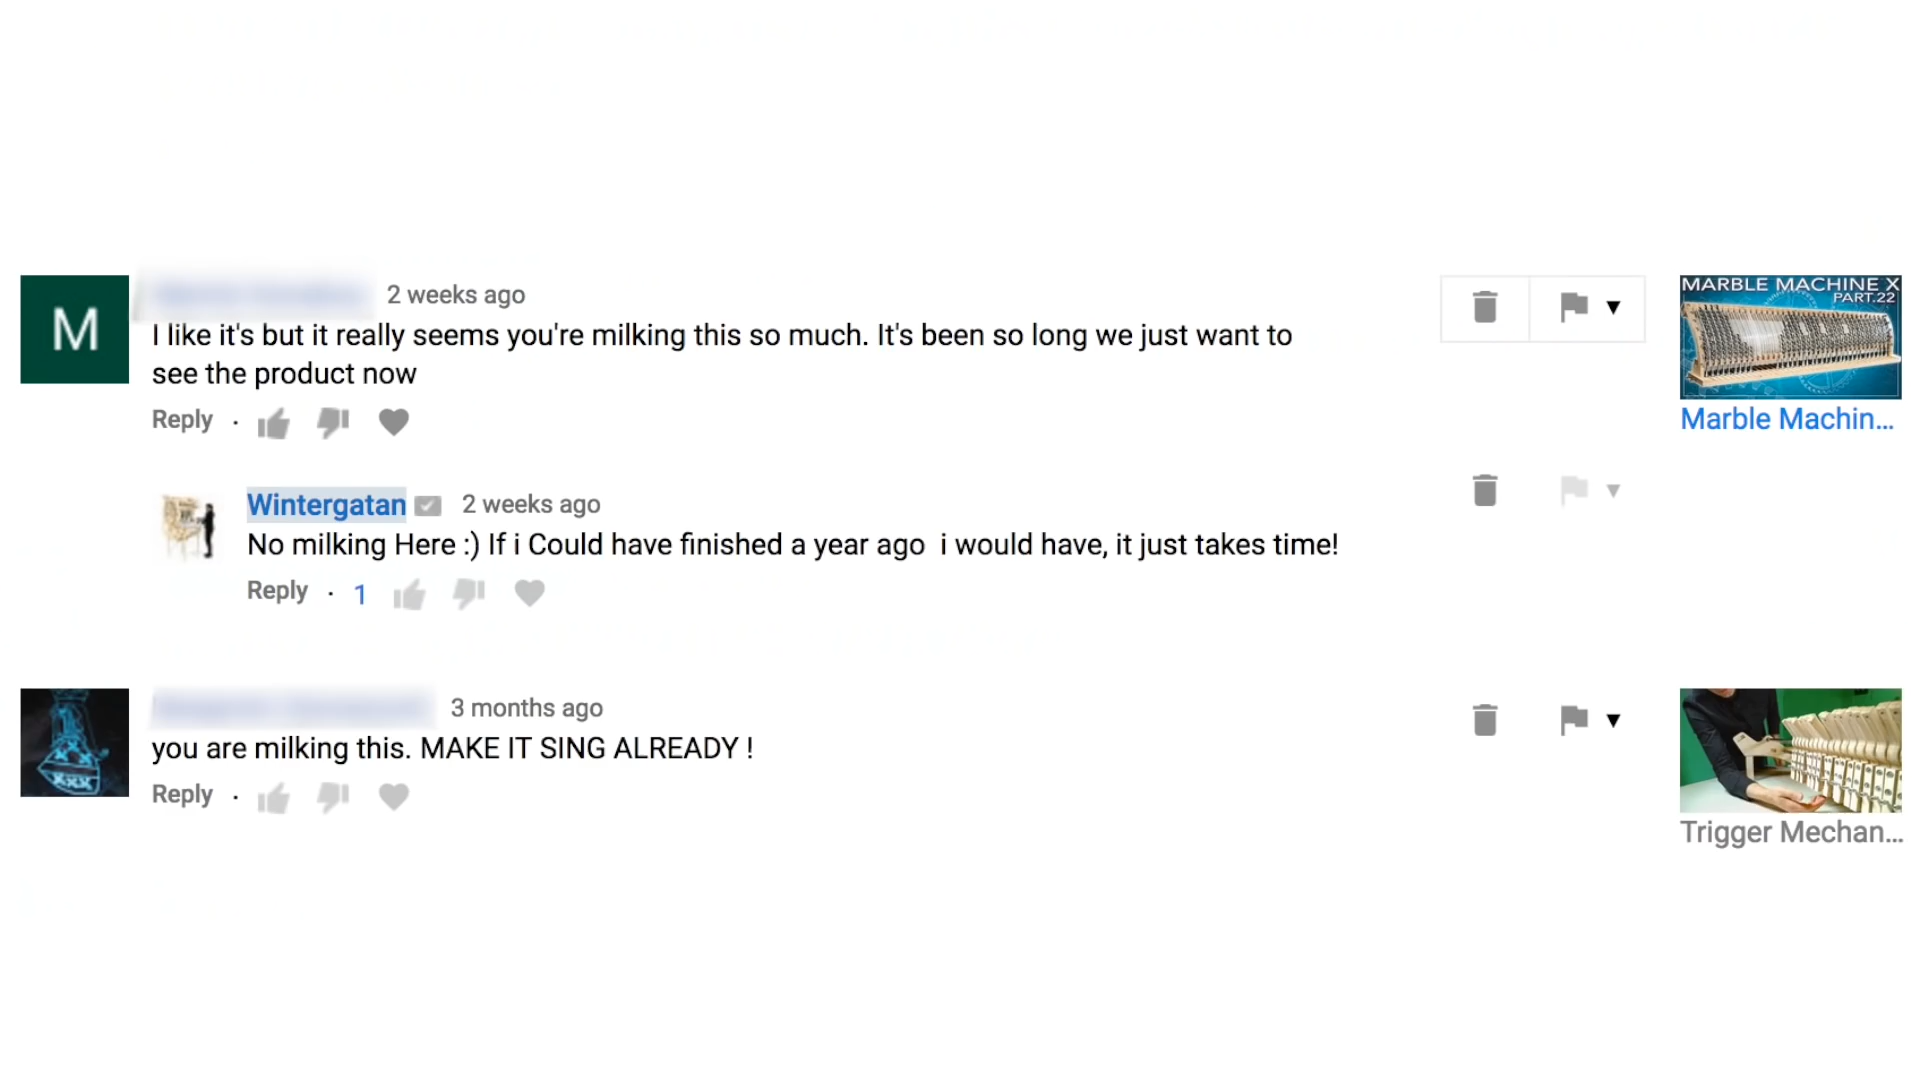 M
2 weeks ago
I like it's but it really seems you're milking this so much. It's been so long we just want to
see the product now
Reply ·
MARBLE MACHINE X
PART.22
Marble Machin...
Wintergatan 2 weeks ago
No milking Here :) If i Could have finished a year ago  i would have, it just takes time!
Reply · 1
3 months ago
you are milking this. MAKE IT SING ALREADY !
Reply ·
XXX
Trigger Mechan...